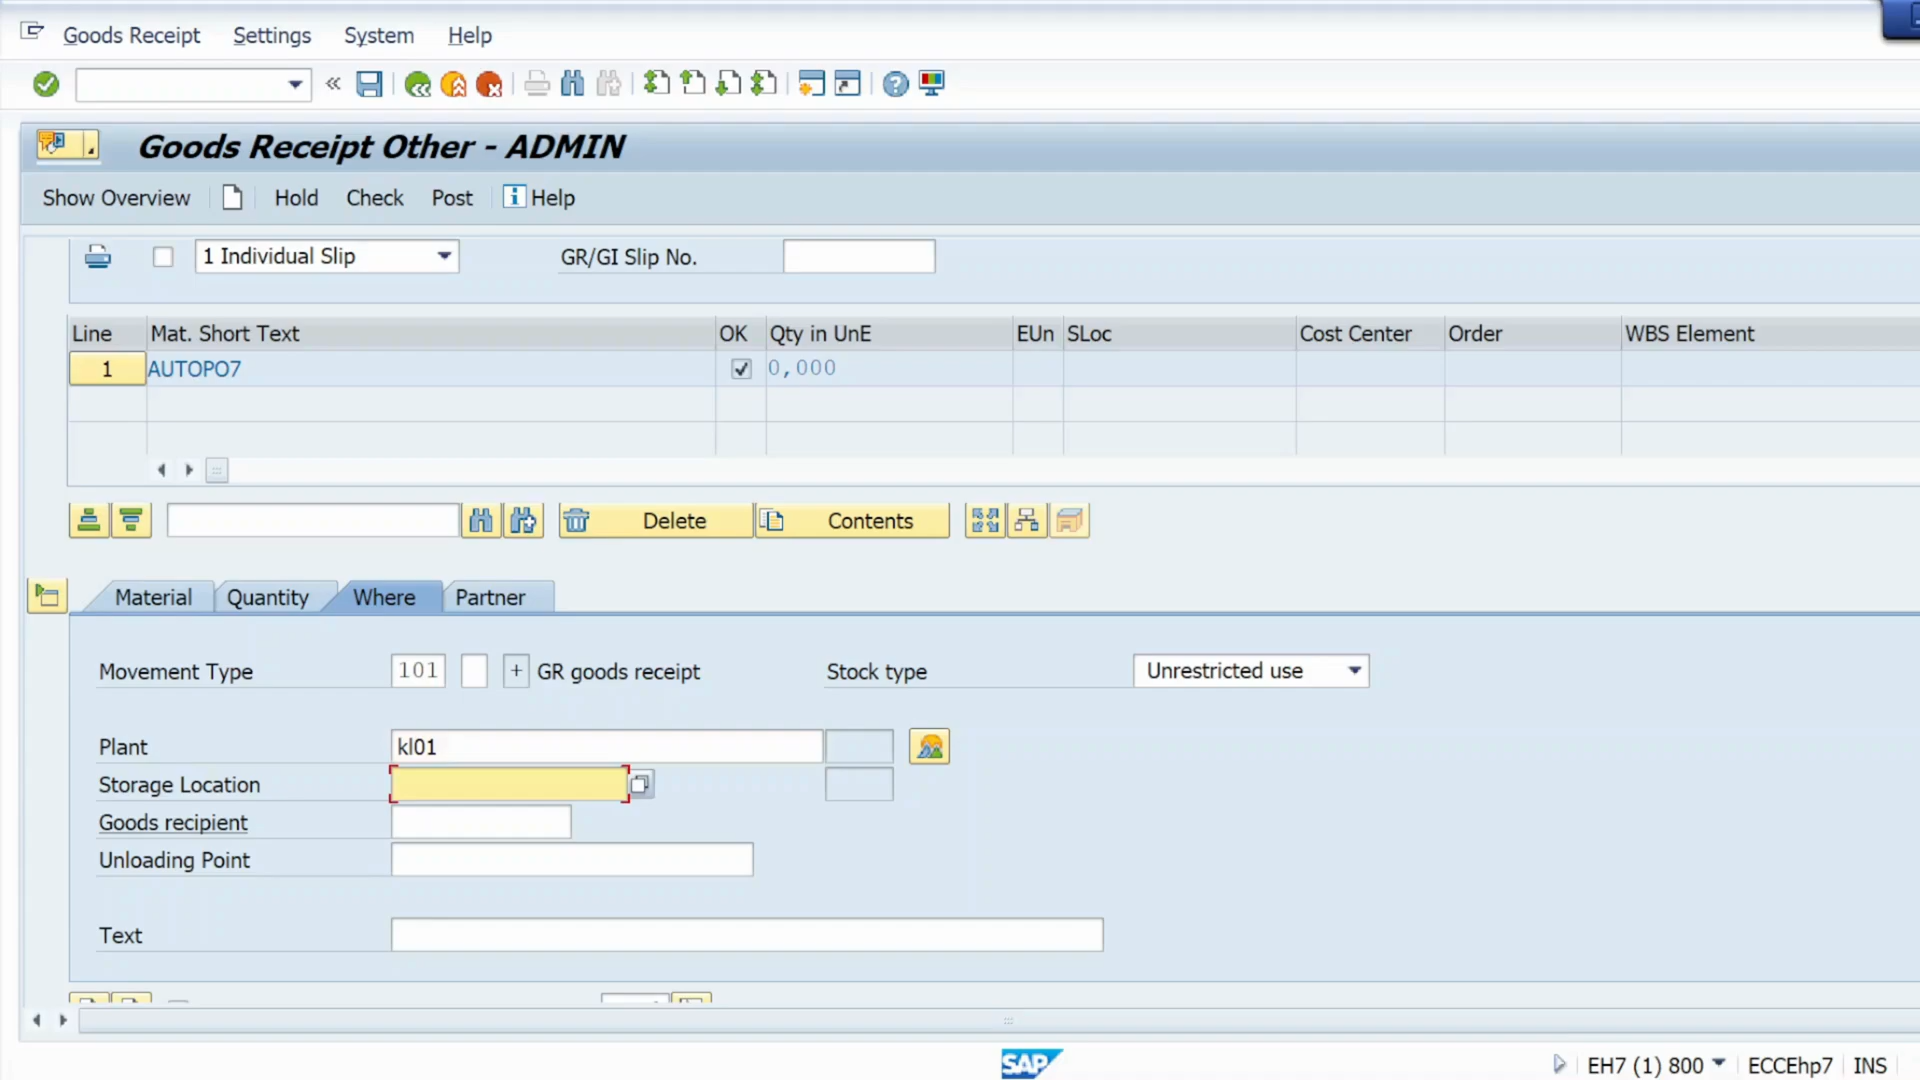 Goods Receipt Settings System Help
Goods Receipt Other - ADMIN
Show Overview Hold Check Post Help
1 Individual Slip GR/GI Slip No.
Line Mat. Short Text OK Qty in UnE EUn SLoc Cost Center Order WBS Element
1 AUTOPO7 0,000
Delete Contents
Material Quantity Where Partner
Movement Type 101 + GR goods receipt Stock type Unrestricted use
Plant kl01
Storage Location
Goods recipient
Unloading Point
Text
SAP EH7 (1) 800 ECCEhp7 INS